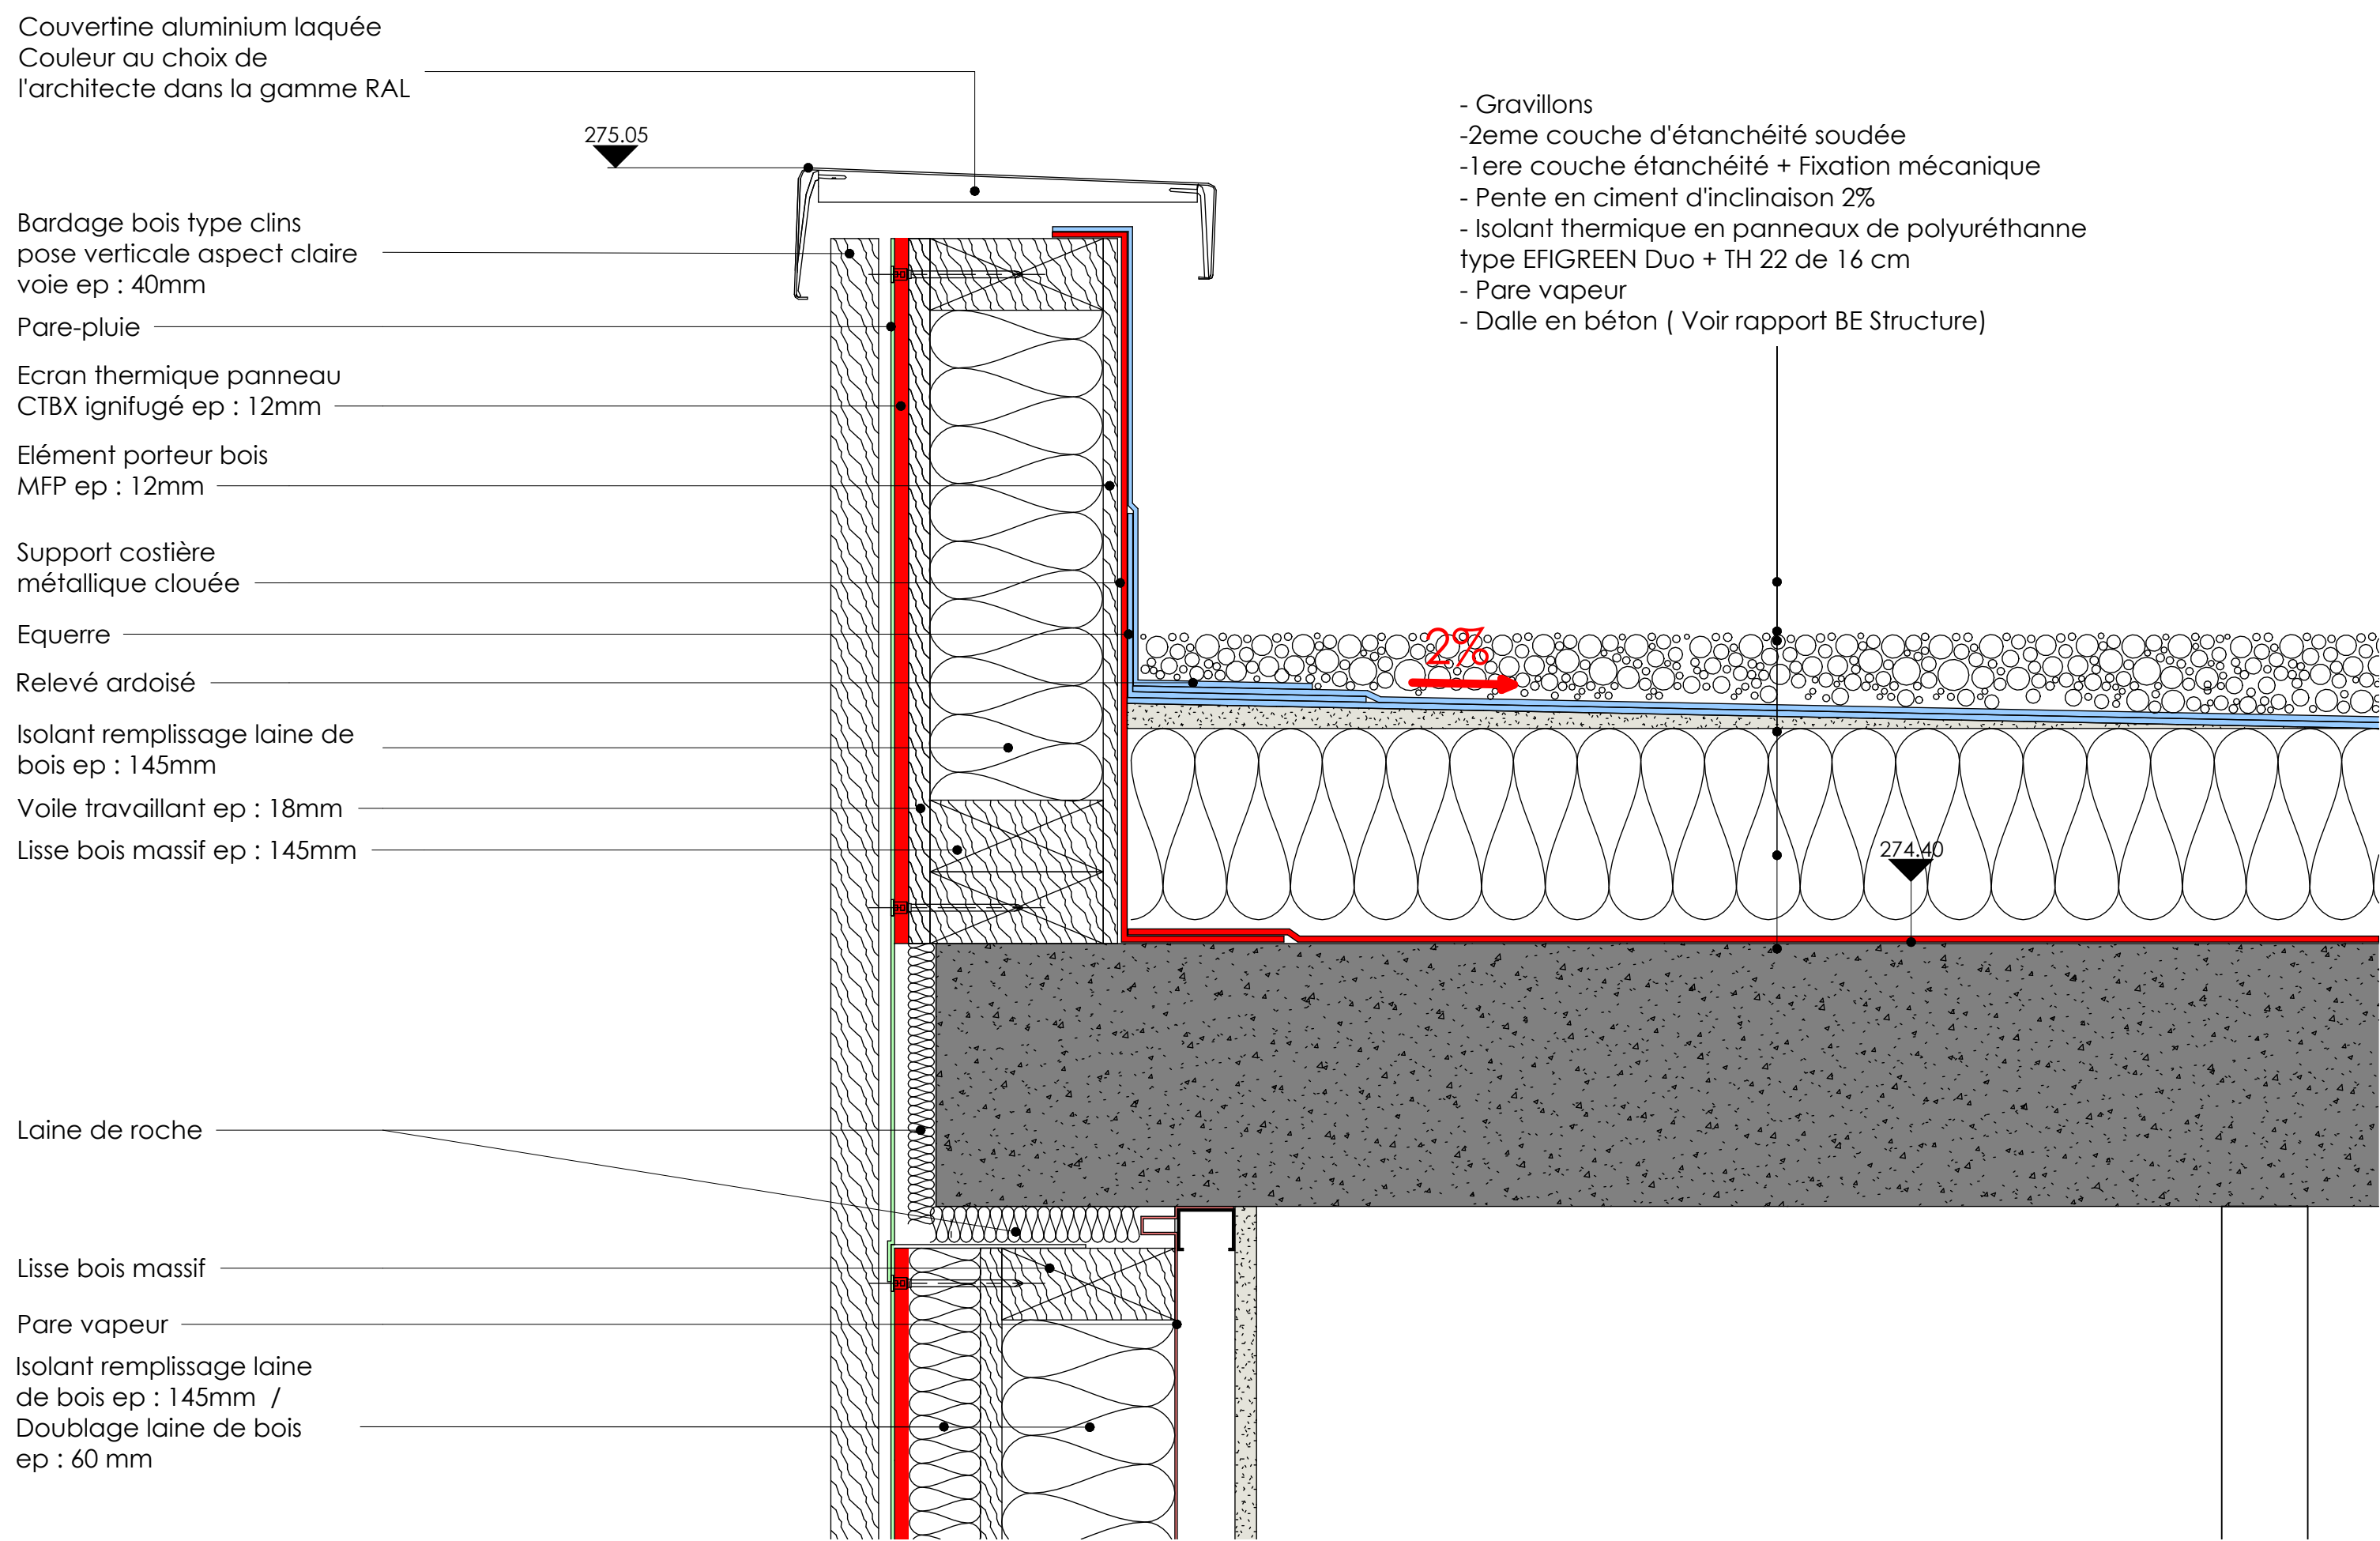 Couvertine aluminium laquée
Couleur au choix de
l'architecte dans la gamme RAL
275.05
Bardage bois type clins
pose verticale aspect claire
voie ep : 40mm
Pare-pluie
Ecran thermique panneau
CTBX ignifugé ep : 12mm
Elément porteur bois
MFP ep : 12mm
Support costière
métallique clouée
Equerre
Relevé ardoisé
Isolant remplissage laine de
bois ep : 145mm
Voile travaillant ep : 18mm
Lisse bois massif ep : 145mm
Laine de roche
Lisse bois massif
Pare vapeur
Isolant remplissage laine
de bois ep : 145mm /
Doublage laine de bois
ep : 60 mm
- Gravillons
-2eme couche d'étanchéité soudée
-1ere couche étanchéité + Fixation mécanique
- Pente en ciment d'inclinaison 2%
- Isolant thermique en panneaux de polyuréthanne
type EFIGREEN Duo + TH 22 de 16 cm
- Pare vapeur
- Dalle en béton ( Voir rapport BE Structure)
2%
274.40